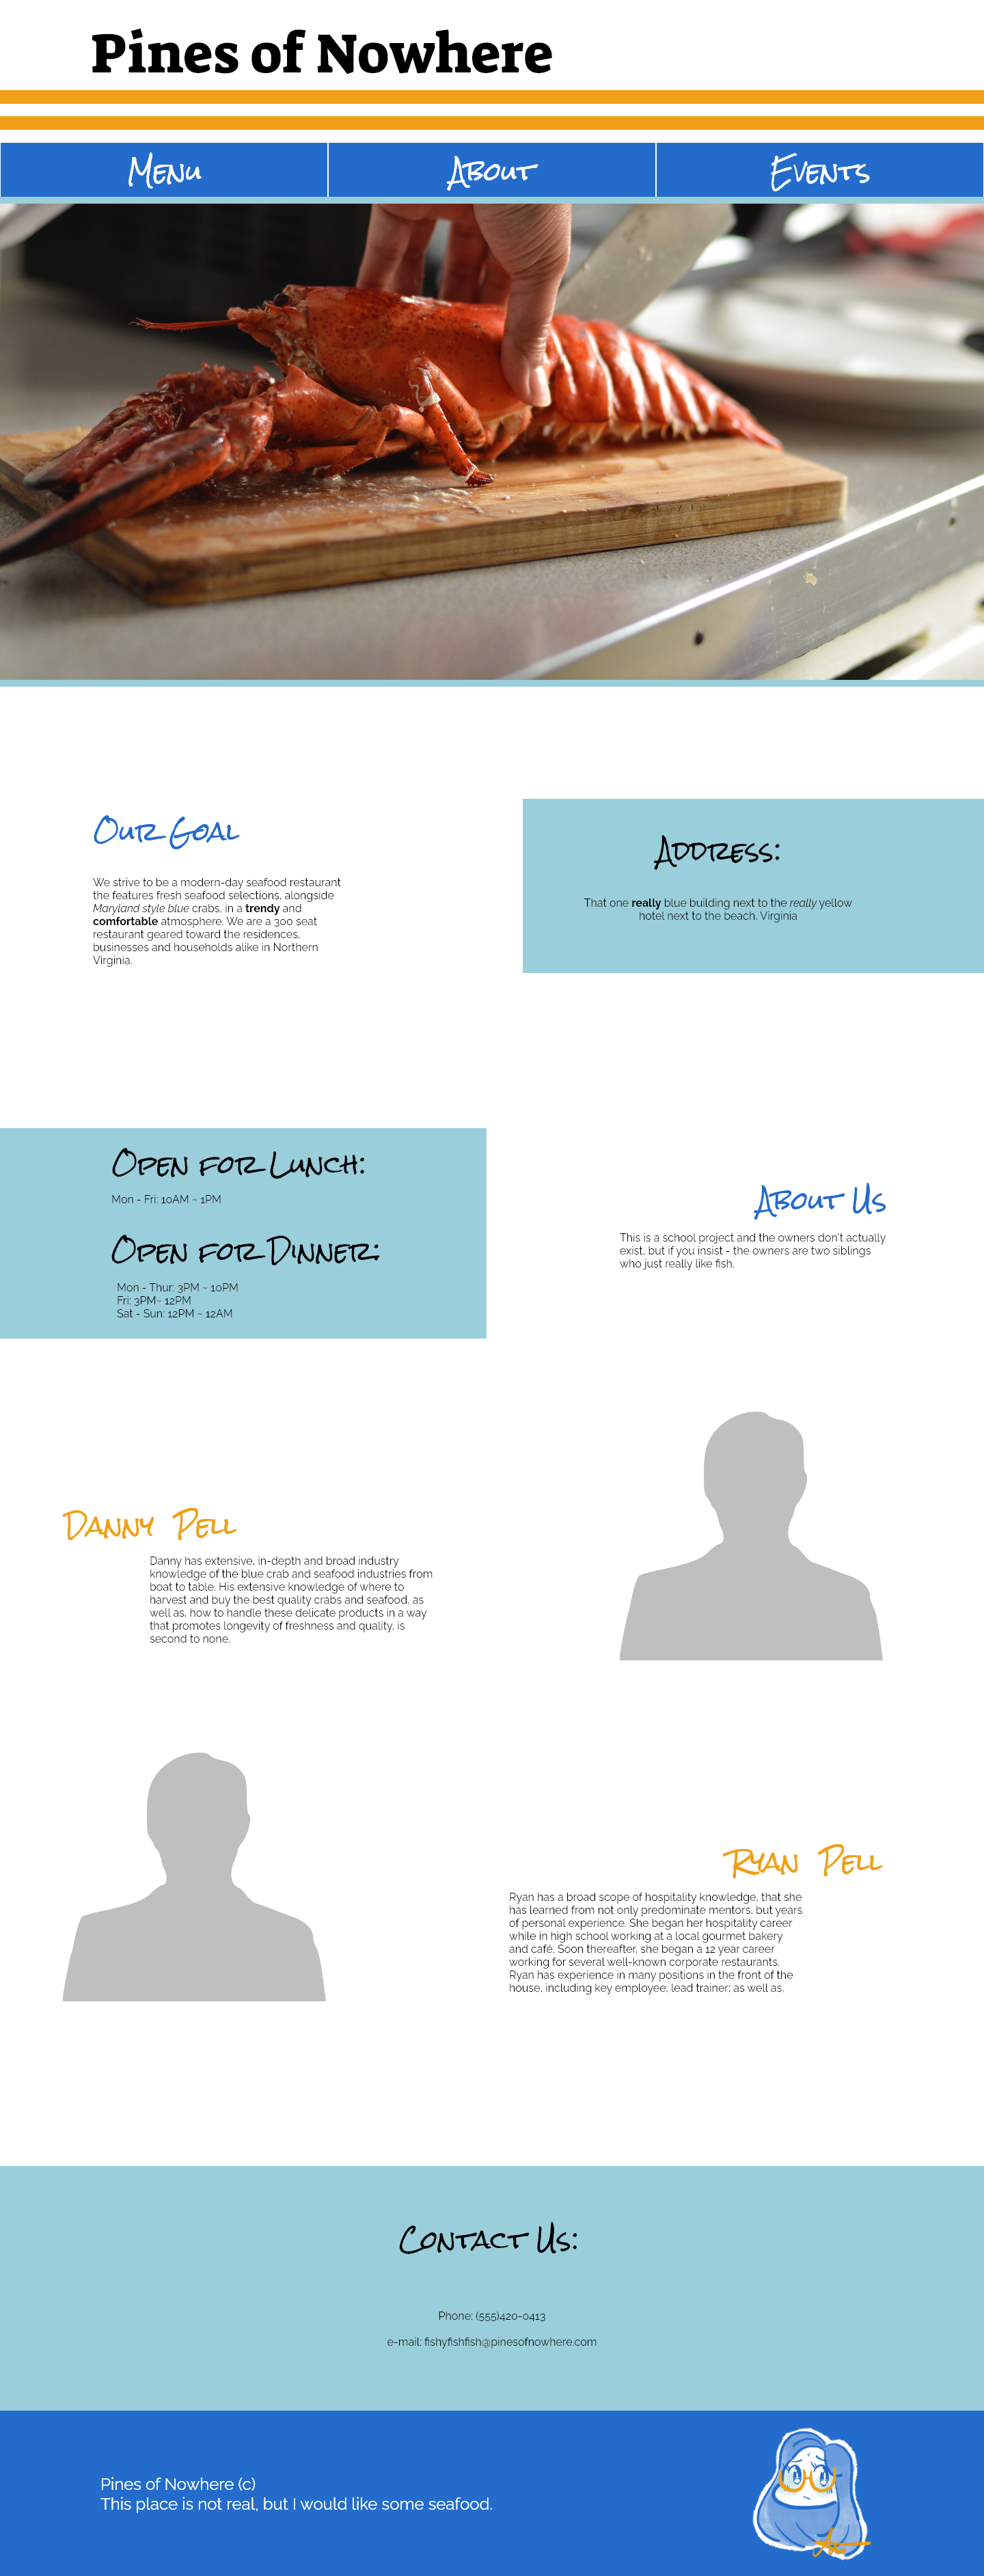 Pines of Nowhere
Menu
About
Events
Our Goal
We strive to be a modern-day seafood restaurant
the features fresh seafood selections, alongside
Maryland style blue crabs, in a trendy and
comfortable atmosphere. We are a 300 seat
restaurant geared toward the residences,
businesses and households alike in Northern
Virginia.
Address:
That one really blue building next to the really yellow
hotel next to the beach. Virginia
Open for Lunch:
Mon - Fri: 10AM ~ 1PM
Open for Dinner:
Mon - Thur: 3PM ~ 10PM
Fri: 3PM~ 12PM
Sat - Sun: 12PM ~ 12AM
About Us
This is a school project and the owners don't actually
exist, but if you insist - the owners are two siblings
who just really like fish.
Danny Pell
Danny has extensive, in-depth and broad industry
knowledge of the blue crab and seafood industries from
boat to table. His extensive knowledge of where to
harvest and buy the best quality crabs and seafood, as
well as, how to handle these delicate products in a way
that promotes longevity of freshness and quality, is
second to none.
Ryan Pell
Ryan has a broad scope of hospitality knowledge, that she
has learned from not only predominate mentors, but years
of personal experience. She began her hospitality career
while in high school working at a local gourmet bakery
and café. Soon thereafter, she began a 12 year career
working for several well-known corporate restaurants.
Ryan has experience in many positions in the front of the
house, including key employee; lead trainer; as well as,
Contact Us:
Phone: (555)420-0413
e-mail: fishyfishfish@pinesofnowhere.com
Pines of Nowhere (c)
This place is not real, but I would like some seafood.